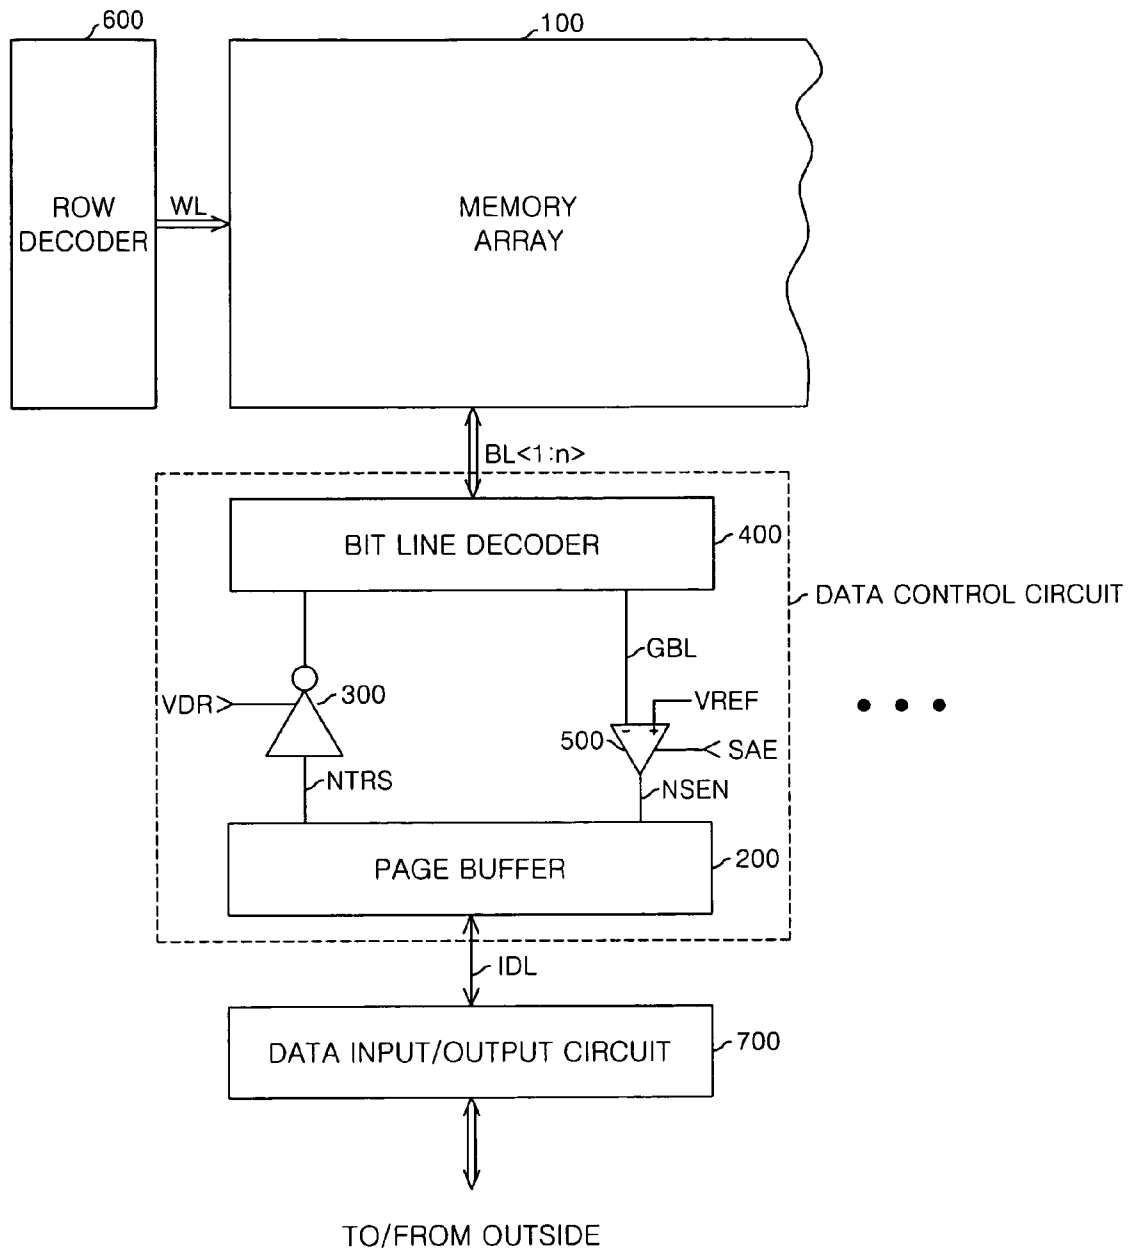 600
100
ROW
DECODER
WL
MEMORY
ARRAY
BL<1:n>
BIT LINE DECODER
400
DATA CONTROL CIRCUIT
GBL
VDR
300
VREF
500
- +
SAE
NTRS
NSEN
PAGE BUFFER
200
IDL
DATA INPUT/OUTPUT CIRCUIT
700
TO/FROM OUTSIDE